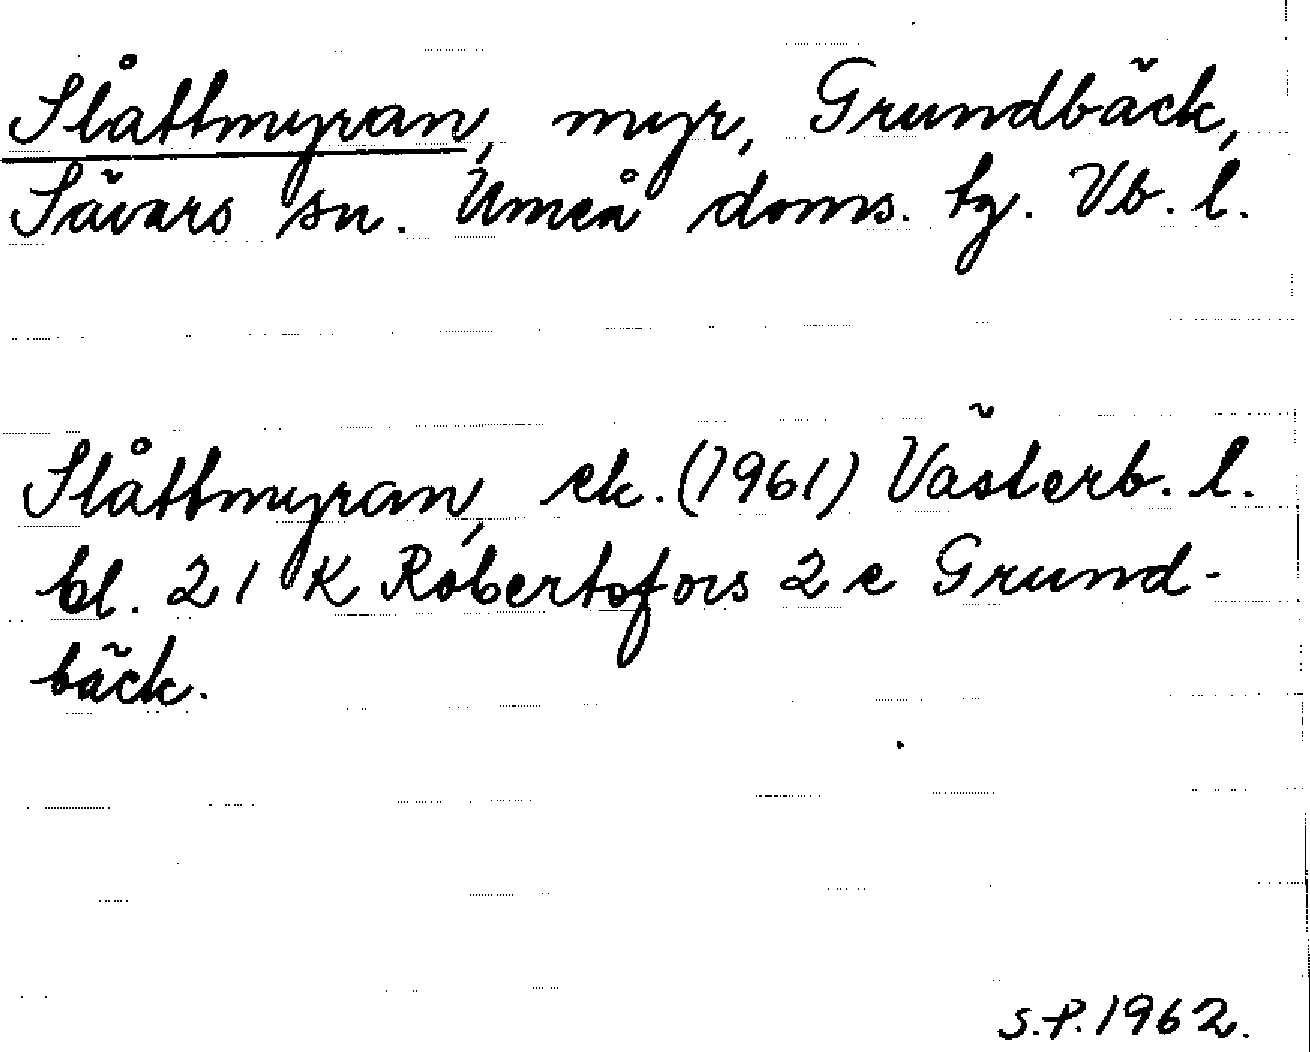 Slåttmyran, myr, Grundbäck,
Sävars sn. Umeå doms. tg. Vb. l.
Slåttmyran, ek. (1961) Västerb. l.
bl. 21 K Robertsfors 2 e Grund-
bäck.
S.P. 1962.